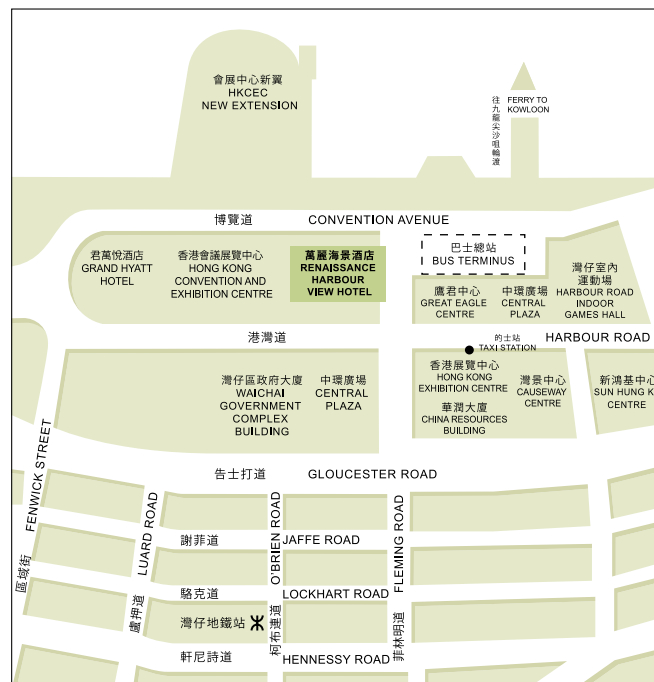 會展中心新翼
HKCEC
NEW EXTENSION
往九龍尖沙咀輪渡
FERRY TO
KOWLOON
博覽道
CONVENTION AVENUE
君萬悅酒店
GRAND HYATT
HOTEL
香港會議展覽中心
HONG KONG
CONVENTION AND
EXHIBITION CENTRE
萬麗海景酒店
RENAISSANCE
HARBOUR
VIEW HOTEL
巴士總站
BUS TERMINUS
鷹君中心
GREAT EAGLE
CENTRE
中環廣場
CENTRAL
PLAZA
灣仔室內
運動場
HARBOUR ROAD
INDOOR
GAMES HALL
港灣道
的士站
TAXI STATION
HARBOUR ROAD
灣仔區政府大廈
WAICHAI
GOVERNMENT
COMPLEX
BUILDING
中環廣場
CENTRAL
PLAZA
香港展覽中心
HONG KONG
EXHIBITION CENTRE
華潤大廈
CHINA RESOURCES
BUILDING
灣景中心
CAUSEWAY
CENTRE
新鴻基中心
SUN HUNG K
CENTRE
告士打道
GLOUCESTER ROAD
FENWICK STREET
區域街
LUARD ROAD
盧押道
O'BRIEN ROAD
柯布連道
FLEMING ROAD
菲林明道
謝菲道
JAFFE ROAD
駱克道
LOCKHART ROAD
灣仔地鐵站
軒尼詩道
HENNESSY ROAD